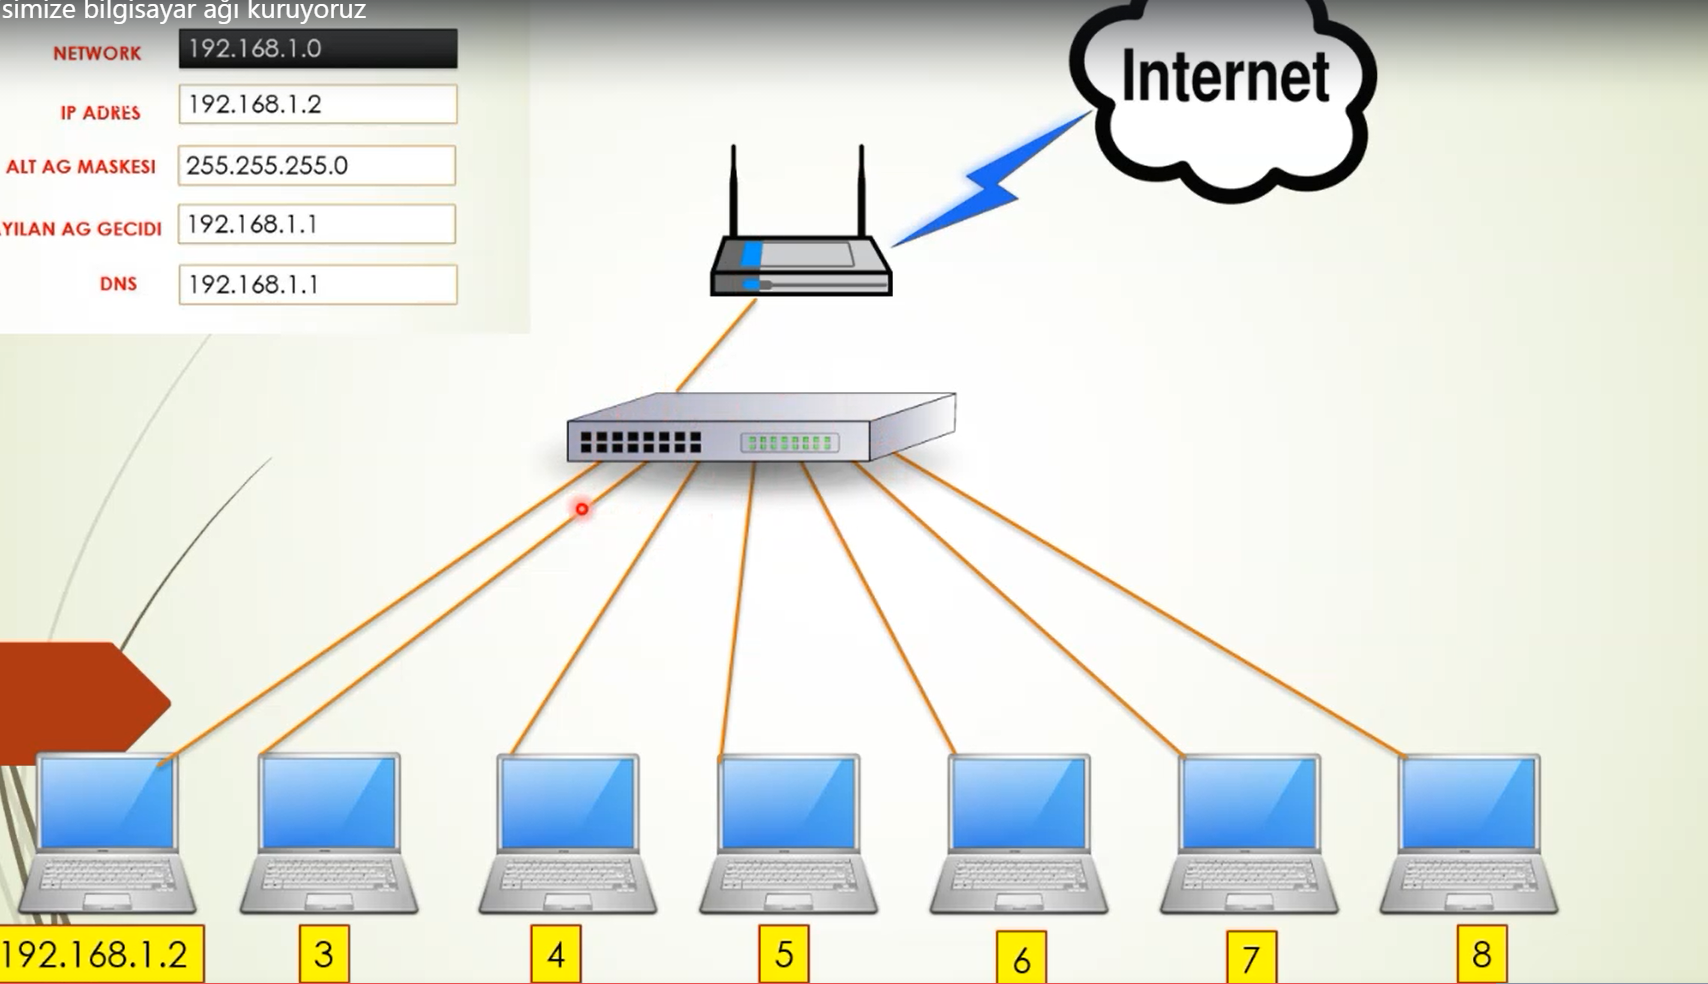 simize bilgisayar ağı kuruyoruz
NETWORK 192.168.1.0
IP ADRES 192.168.1.2
ALT AG MASKESI 255.255.255.0
YILAN AG GECIDI 192.168.1.1
DNS 192.168.1.1
Internet
192.168.1.2
3
4
5
6
7
8